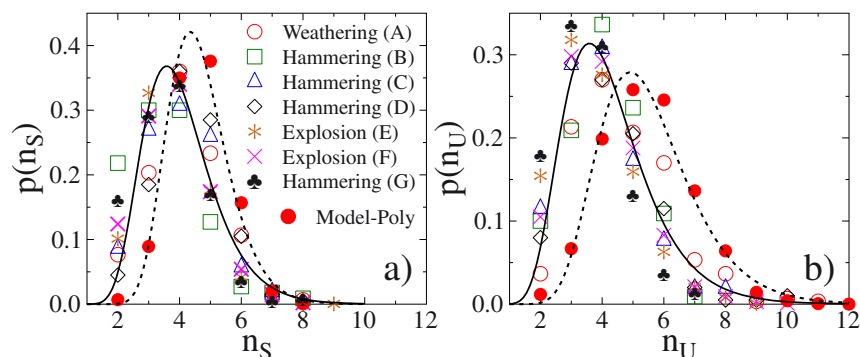 0.4
0.3
0.2
0.1
0.0
p(n_S)
Weathering (A)
Hammering (B)
Hammering (C)
Hammering (D)
Explosion (E)
Explosion (F)
Hammering (G)
Model-Poly
a)
2 4 6 8 10 12
n_S
0.3
0.2
0.1
0.0
p(n_U)
b)
2 4 6 8 10 12
n_U